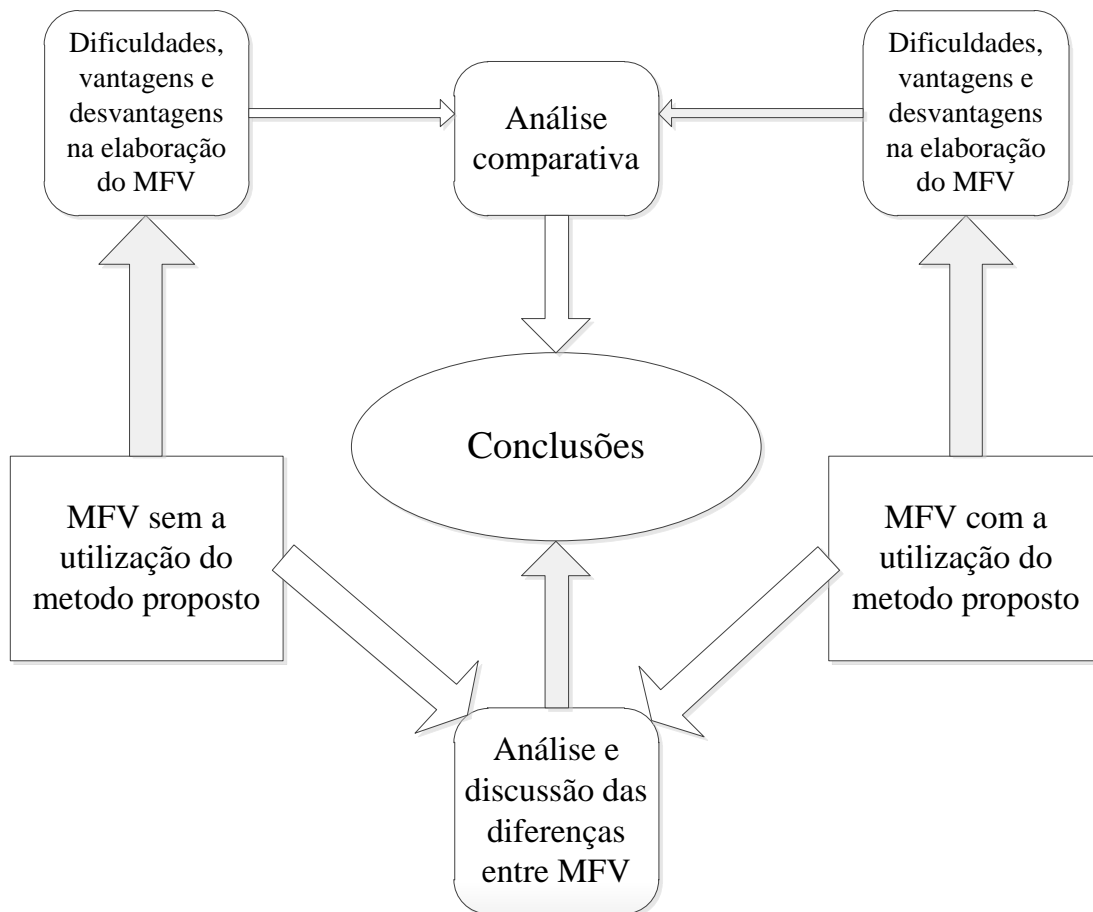 Dificuldades,
vantagens e
desvantagens
na elaboração
do MFV
Análise
comparativa
Dificuldades,
vantagens e
desvantagens
na elaboração
do MFV
Conclusões
MFV sem a
utilização do
metodo proposto
MFV com a
utilização do
metodo proposto
Análise e
discussão das
diferenças
entre MFV